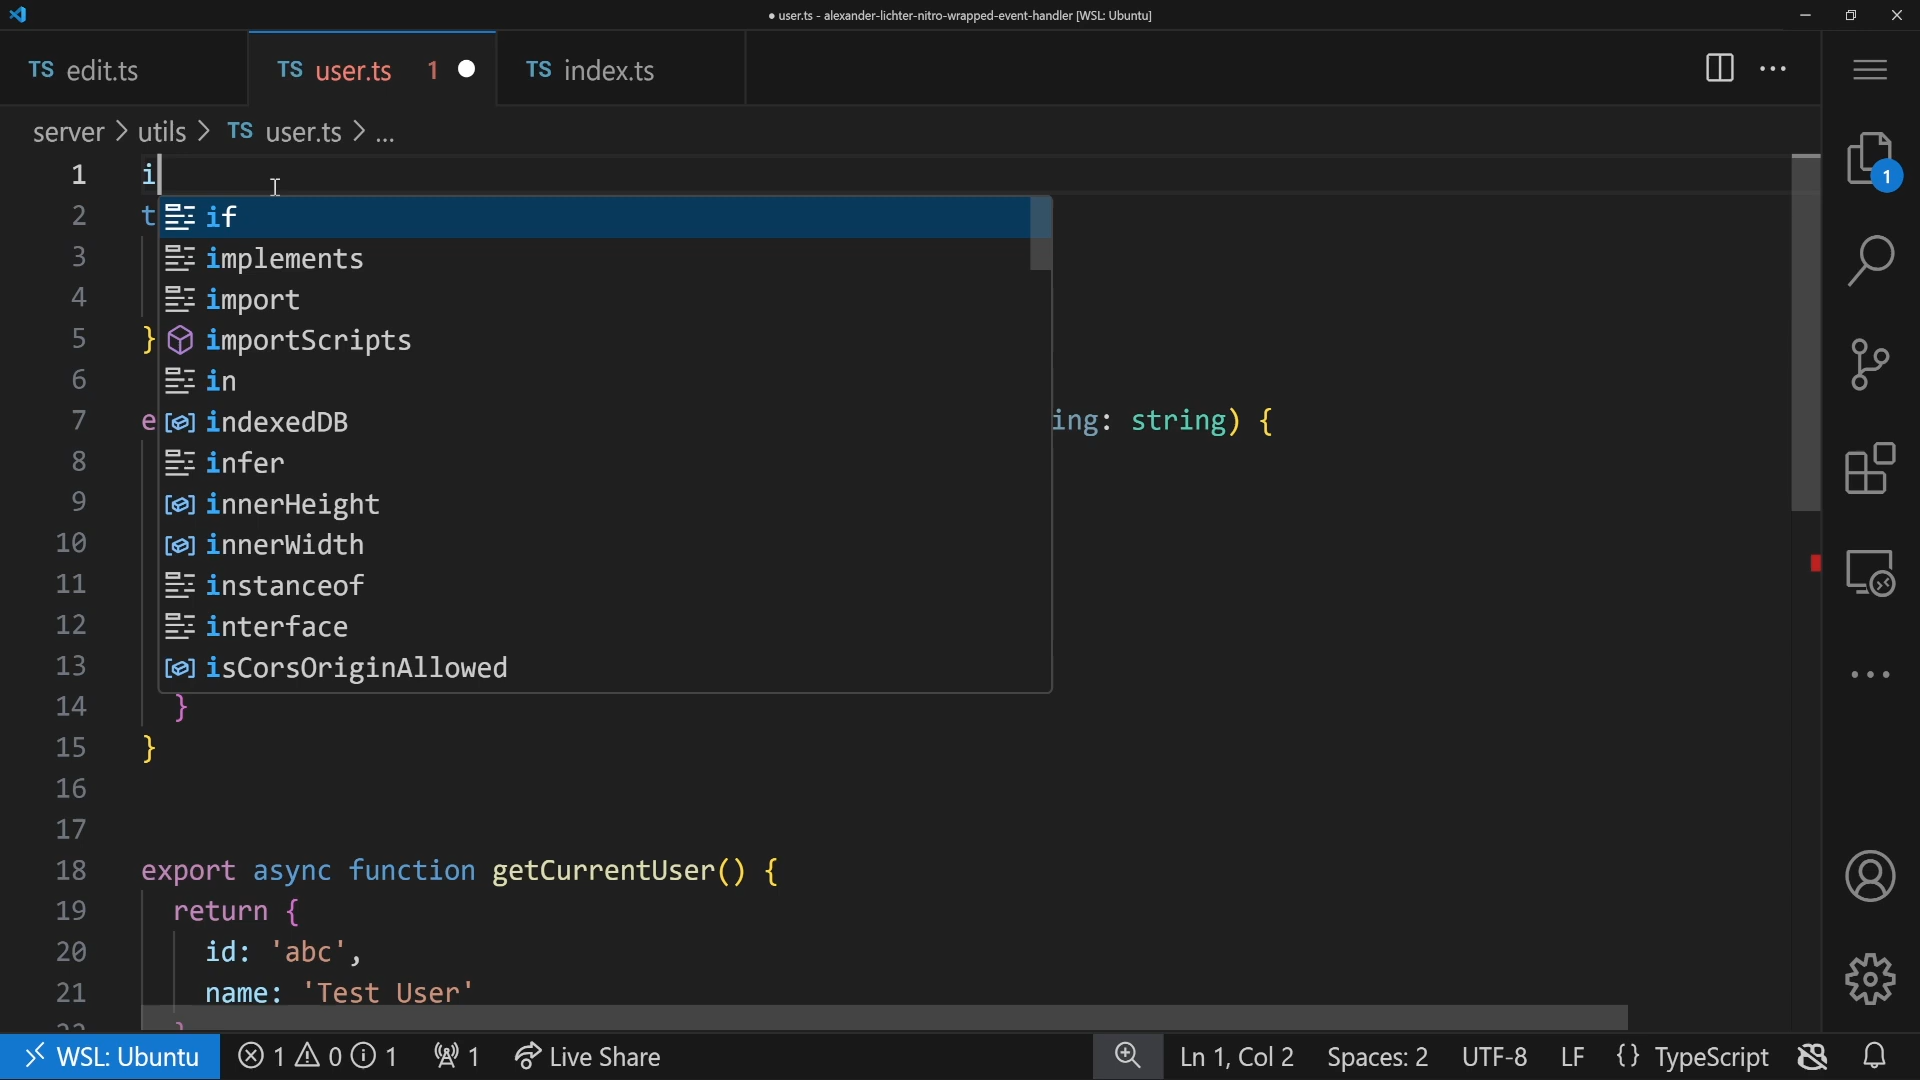 ● user.ts - alexander-lichter-nitro-wrapped-event-handler [WSL: Ubuntu]
TS edit.ts TS user.ts 1 TS index.ts
server > utils > TS user.ts > ...
1 i
2 t if
3 implements
4 import
5 } importScripts
6 in
7 e indexedDB ing: string) {
8 infer
9 innerHeight
10 innerWidth
11 instanceof
12 interface
13 isCorsOriginAllowed
14 }
15 }
16
17
18 export async function getCurrentUser() {
19 return {
20 id: 'abc',
21 name: 'Test User'
1
WSL: Ubuntu 1 0 1 1 Live Share Ln 1, Col 2 Spaces: 2 UTF-8 LF {} TypeScript